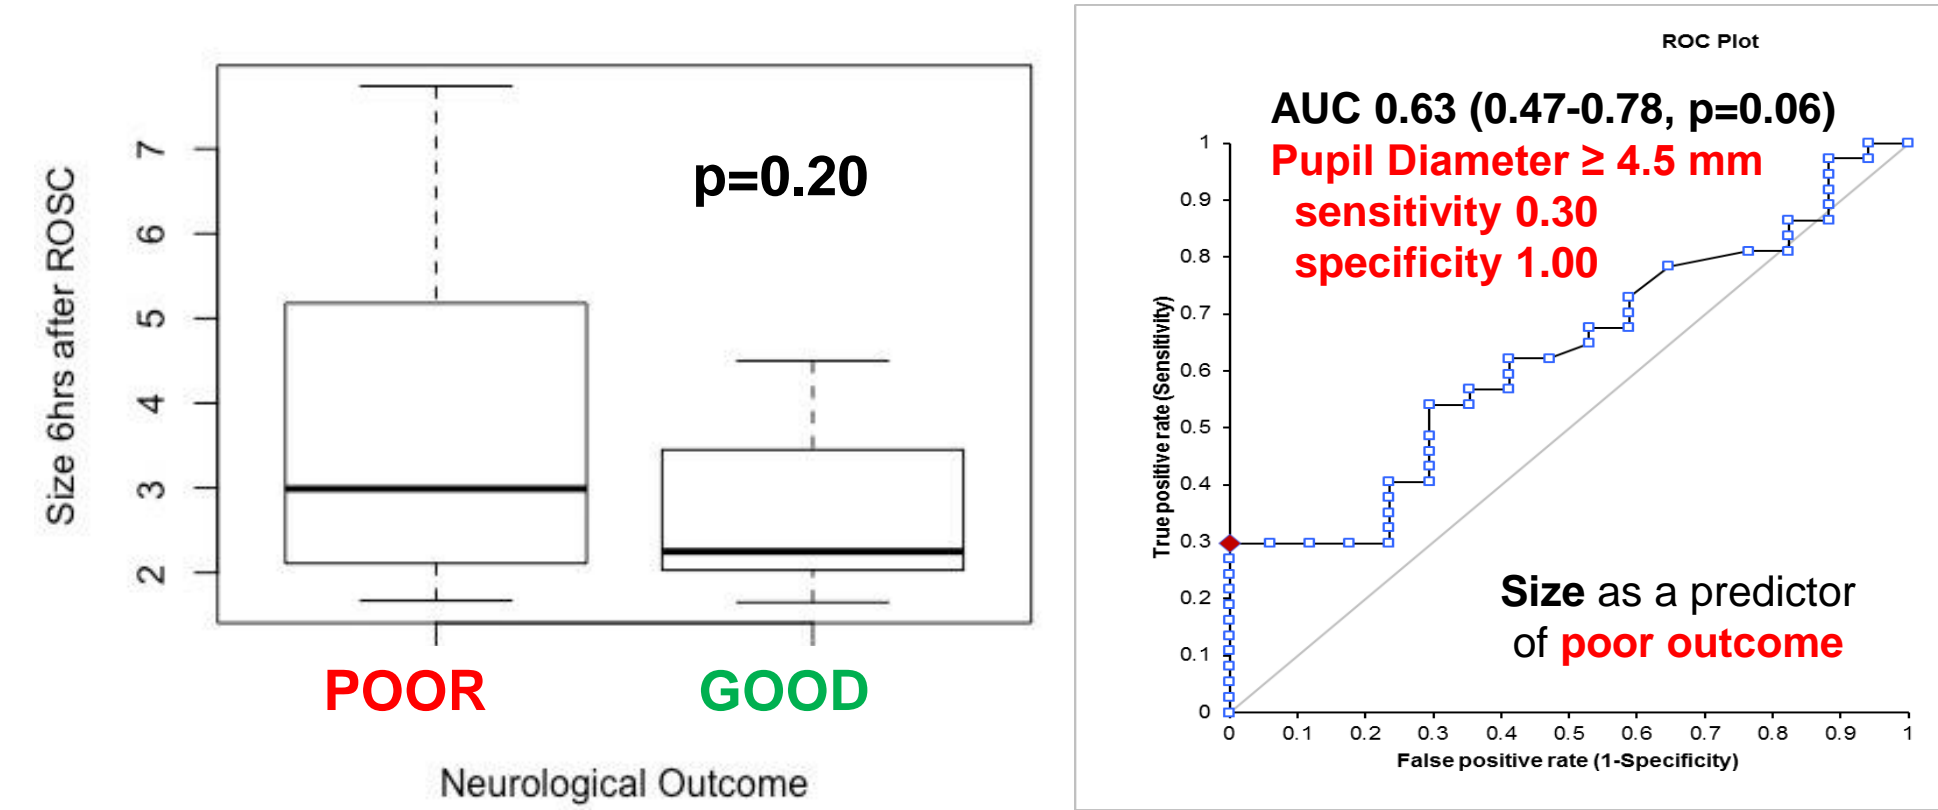 Size 6hrs after ROSC
7
6
5
4
3
2
p=0.20
POOR
GOOD
Neurological Outcome
ROC Plot
AUC 0.63 (0.47-0.78, p=0.06)
Pupil Diameter ≥ 4.5 mm
sensitivity 0.30
specificity 1.00
True positive rate (Sensitivity)
1
0.9
0.8
0.7
0.6
0.5
0.4
0.3
0.2
0.1
0
Size as a predictor
of poor outcome
0 0.1 0.2 0.3 0.4 0.5 0.6 0.7 0.8 0.9 1
False positive rate (1-Specificity)